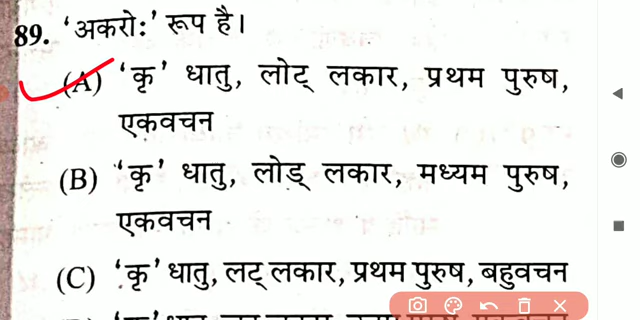 89. 'अकरो:' रूप है।
(A) 'कृ' धातु, लोट् लकार, प्रथम पुरुष,
एकवचन
(B) 'कृ' धातु, लोड् लकार, मध्यम पुरुष,
एकवचन
(C) 'कृ' धातु, लट् लकार, प्रथम पुरुष, बहुवचन